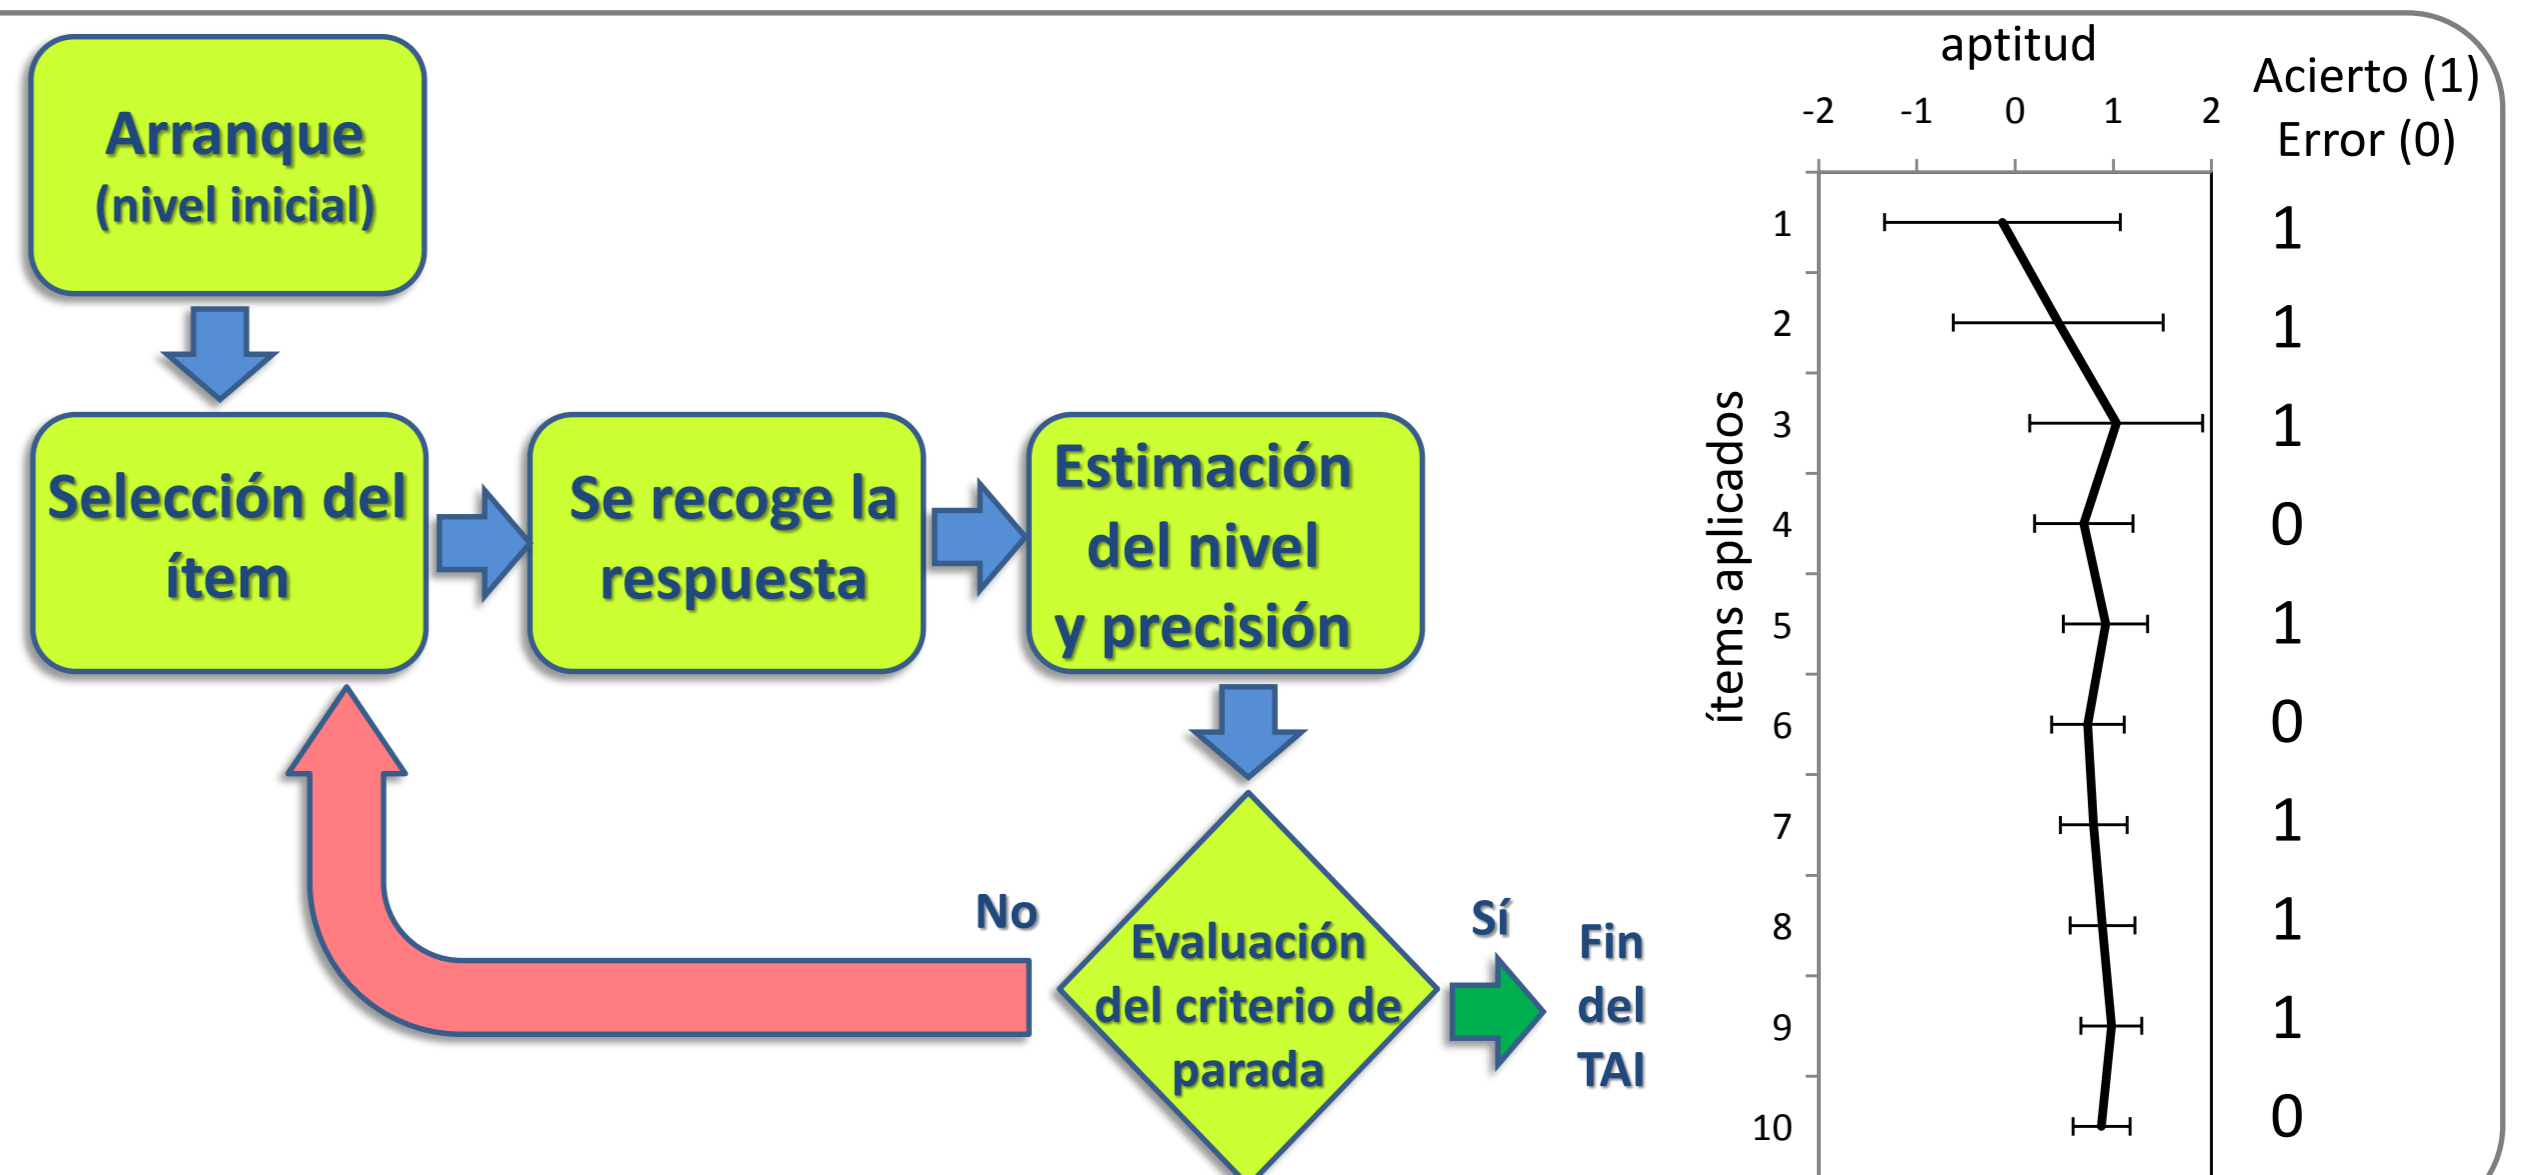 Arranque
(nivel inicial)
Selección del
ítem
Se recoge la
respuesta
Estimación
del nivel
y precisión
No
Evaluación
del criterio de
parada
Sí
Fin
del
TAI
aptitud
-2 -1 0 1 2
Acierto (1)
Error (0)
ítems aplicados
1 1
2 1
3 1
4 0
5 1
6 0
7 1
8 1
9 1
10 0